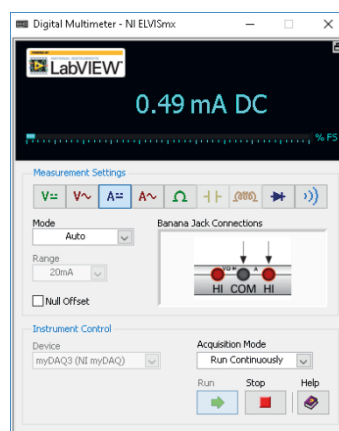 Digital Multimeter - NI ELVISmx
LabVIEW
0.49 mA DC
% FS
Measurement Settings
V= V~ A= A~ Ω
Mode
Banana Jack Connections
Auto
Range
20mA
A
HI COM HI
Null Offset
Instrument Control
Device
Acquisition Mode
myDAQ3 (NI myDAQ)
Run Continuously
Run Stop Help